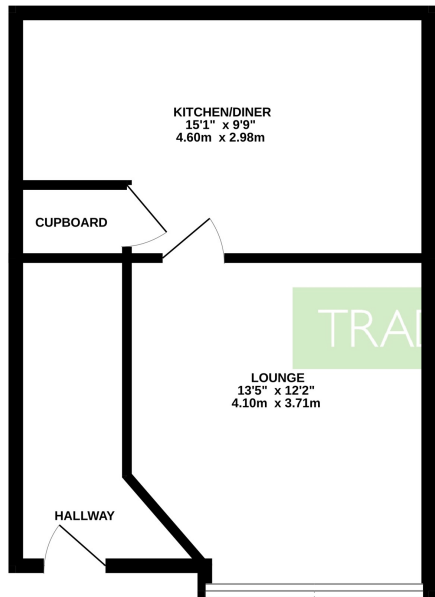 KITCHEN/DINER
15'1" x 9'9"
4.60m x 2.98m
CUPBOARD
LOUNGE
13'5" x 12'2"
4.10m x 3.71m
HALLWAY